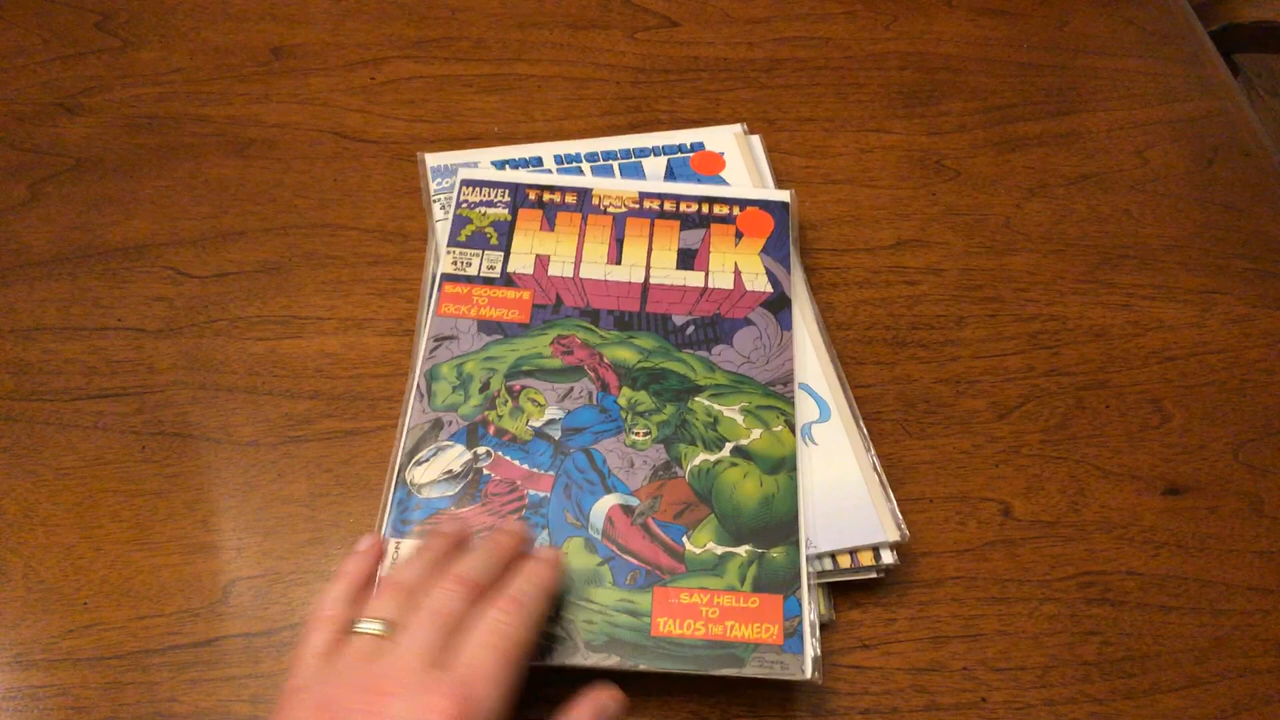 THE INCREDIBLE
MARVEL
THE INCREDIBLE
HULK
$1.50 US
419
JUL
SAY GOODBYE
TO
RICK & MARLO...
...SAY HELLO
TO
TALOS THE TAMED!